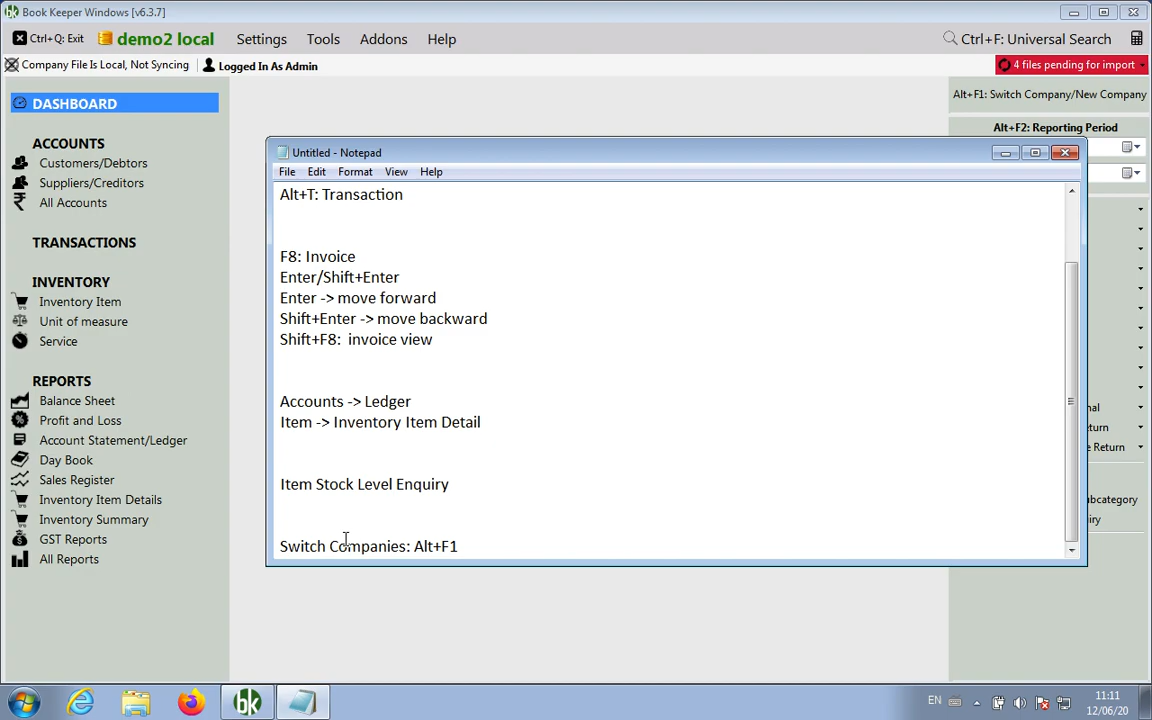 Book Keeper Windows [v6.3.7]
Ctrl+Q: Exit
demo2 local
Settings
Tools
Addons
Help
Ctrl+F: Universal Search
Company File Is Local, Not Syncing
Logged In As Admin
4 files pending for import
DASHBOARD
ACCOUNTS
Customers/Debtors
Suppliers/Creditors
All Accounts
TRANSACTIONS
INVENTORY
Inventory Item
Unit of measure
Service
REPORTS
Balance Sheet
Profit and Loss
Account Statement/Ledger
Day Book
Sales Register
Inventory Item Details
Inventory Summary
GST Reports
All Reports
Untitled - Notepad
File
Edit
Format
View
Help
Alt+T: Transaction
F8: Invoice
Enter/Shift+Enter
Enter -> move forward
Shift+Enter -> move backward
Shift+F8:  invoice view
Accounts -> Ledger
Item -> Inventory Item Detail
Item Stock Level Enquiry
Switch Companies: Alt+F1
Alt+F1: Switch Company/New Company
Alt+F2: Reporting Period
Return
EN
11:11
12/06/20